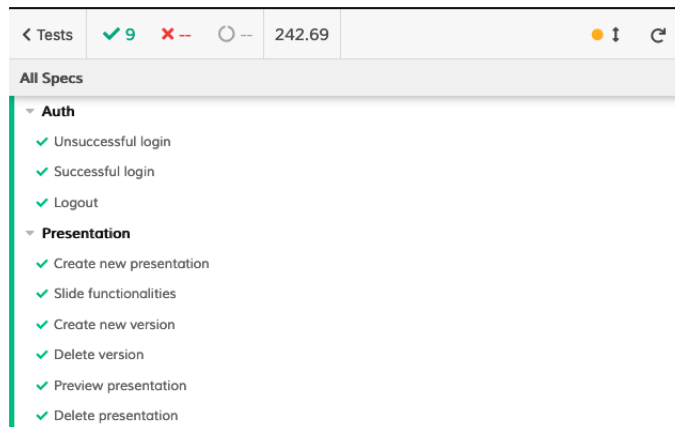 Tests 9 -- -- 242.69
All Specs
Auth
Unsuccessful login
Successful login
Logout
Presentation
Create new presentation
Slide functionalities
Create new version
Delete version
Preview presentation
Delete presentation